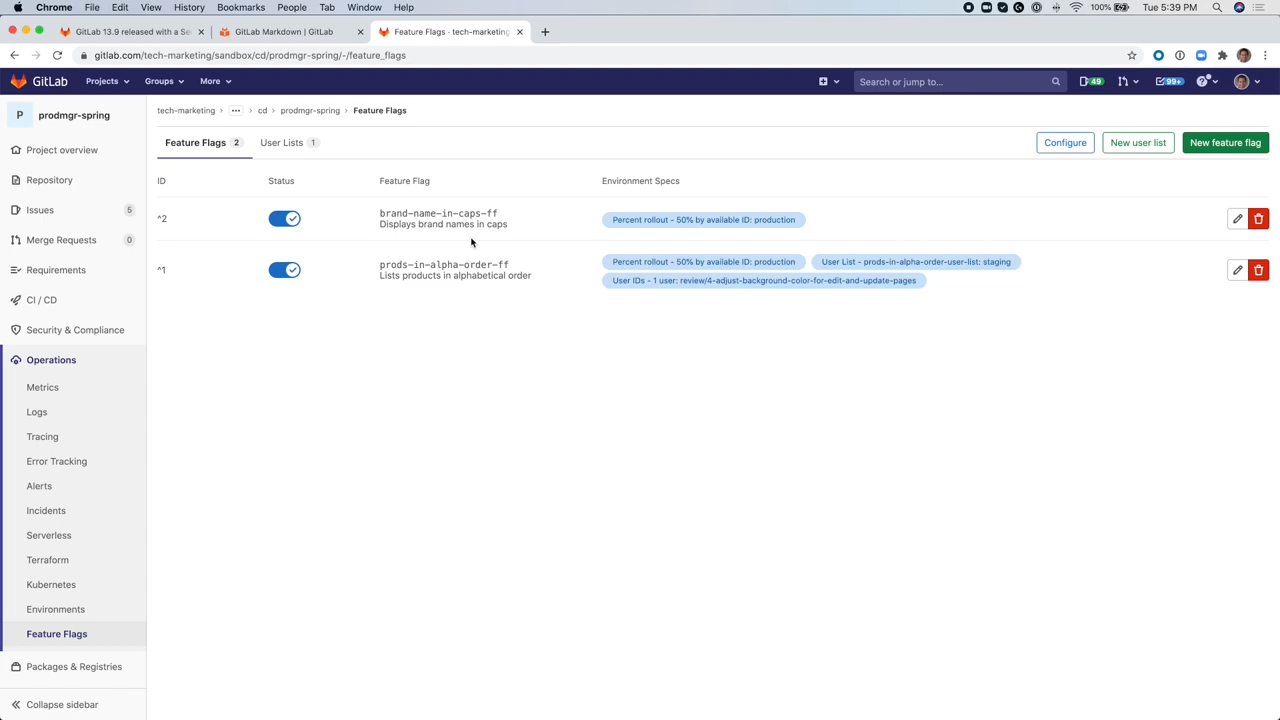 Chrome File Edit View History Bookmarks People Tab Window Help 100% Tue 5:39 PM
GitLab 13.9 released with a Se × GitLab Markdown | GitLab × Feature Flags · tech-marketing × +
gitlab.com/tech-marketing/sandbox/cd/prodmgr-spring/-/feature_flags
GitLab Projects Groups More Search or jump to... 49 99+
P prodmgr-spring
Project overview
Repository
Issues 5
Merge Requests 0
Requirements
CI / CD
Security & Compliance
Operations
Metrics
Logs
Tracing
Error Tracking
Alerts
Incidents
Serverless
Terraform
Kubernetes
Environments
Feature Flags
Packages & Registries
Collapse sidebar
tech-marketing › ••• › cd › prodmgr-spring › Feature Flags
Feature Flags 2 User Lists 1 Configure New user list New feature flag
ID Status Feature Flag Environment Specs
^2 brand-name-in-caps-ff Percent rollout - 50% by available ID: production
Displays brand names in caps
^1 prods-in-alpha-order-ff Percent rollout - 50% by available ID: production User List - prods-in-alpha-order-user-list: staging
Lists products in alphabetical order User IDs - 1 user: review/4-adjust-background-color-for-edit-and-update-pages